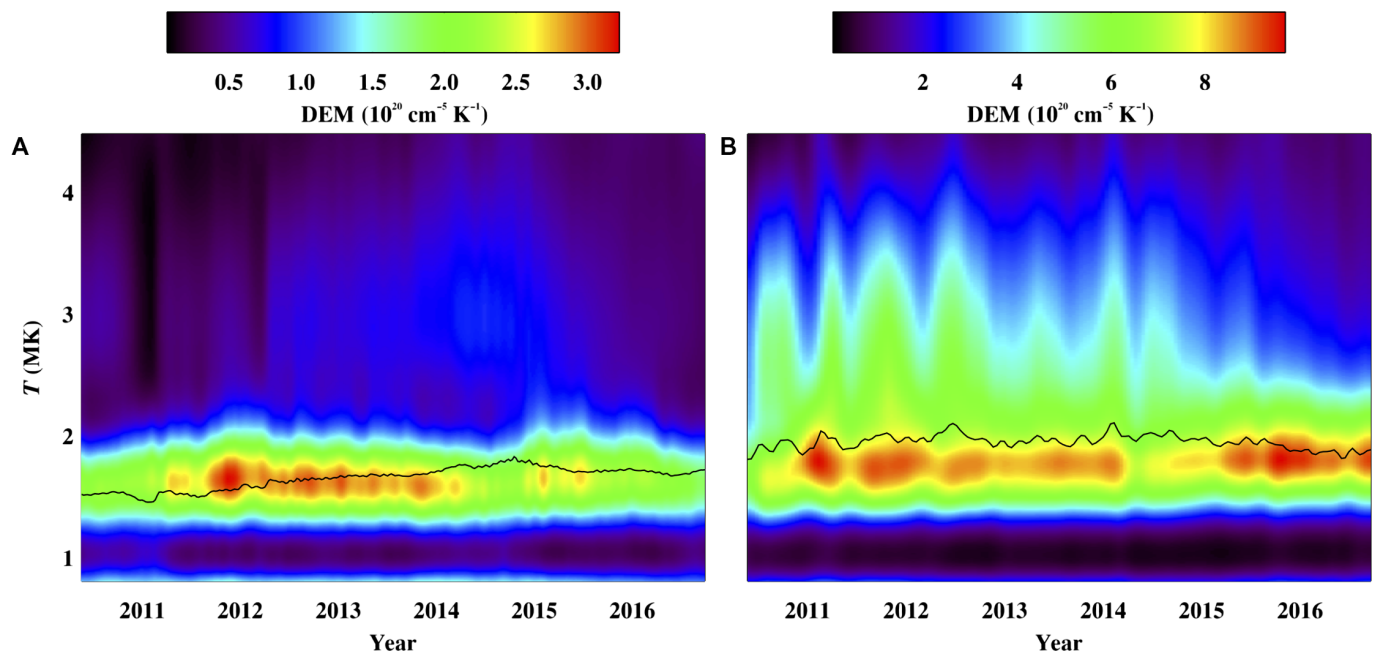 0.5 1.0 1.5 2.0 2.5 3.0
DEM (10²⁰ cm⁻⁵ K⁻¹)
2 4 6 8
DEM (10²⁰ cm⁻⁵ K⁻¹)
A
B
T (MK)
4
3
2
1
2011 2012 2013 2014 2015 2016
Year
2011 2012 2013 2014 2015 2016
Year